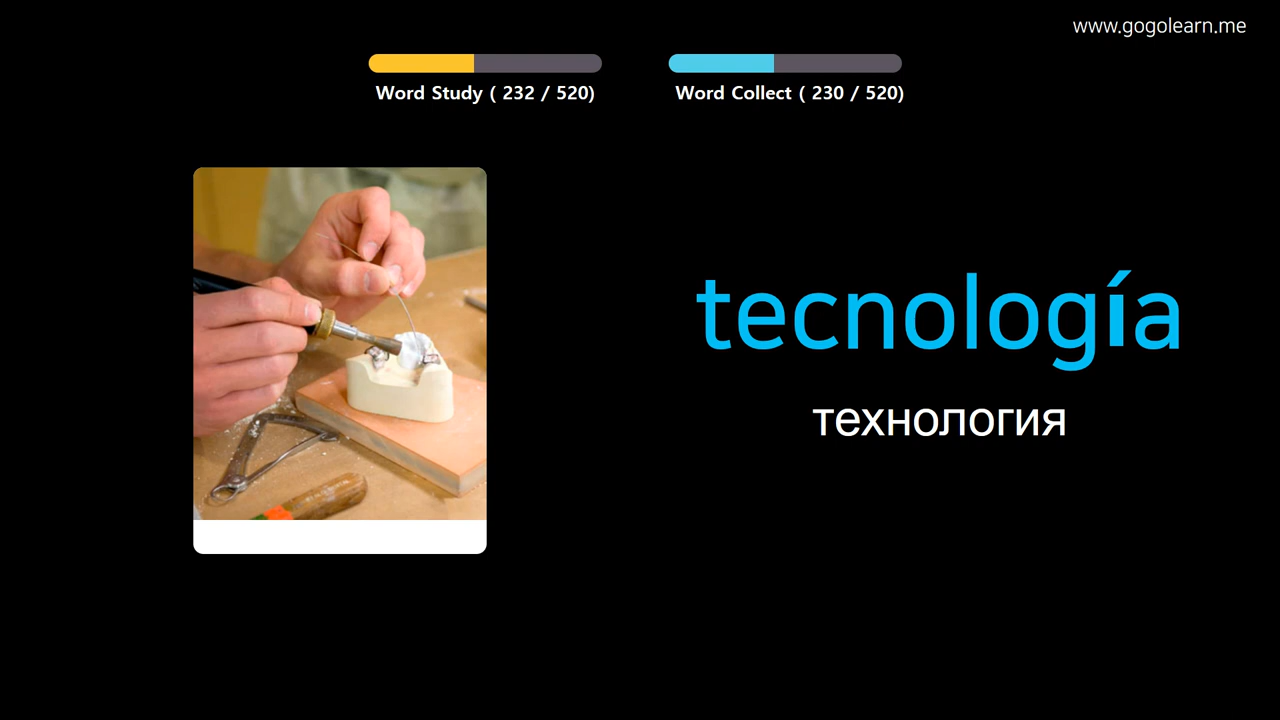 www.gogolearn.me
Word Study ( 232 / 520)
Word Collect ( 230 / 520)
tecnología
технология